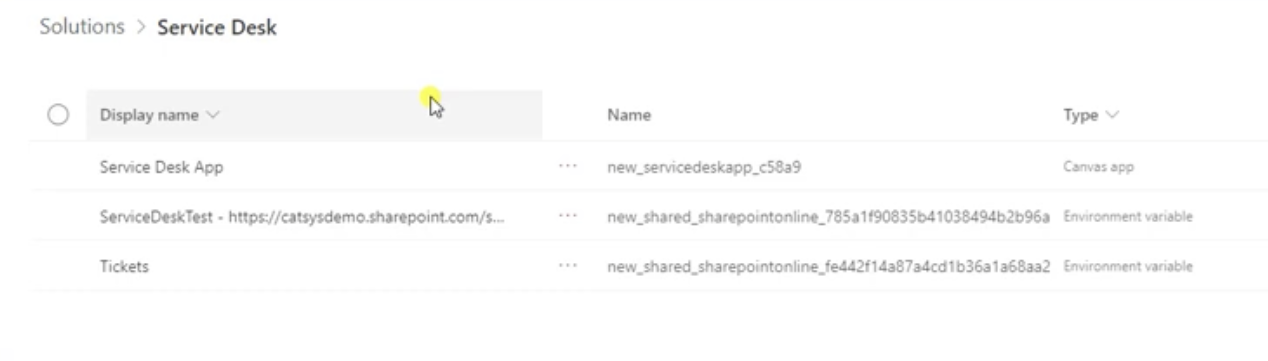 Solutions > Service Desk
Display name Name Type
Service Desk App ... new_servicedeskapp_c58a9 Canvas app
ServiceDeskTest - https://catsysdemo.sharepoint.com/s... ... new_shared_sharepointonline_785a1f90835b41038494b2b96a Environment variable
Tickets ... new_shared_sharepointonline_fe442f14a87a4cd1b36a1a68aa2 Environment variable